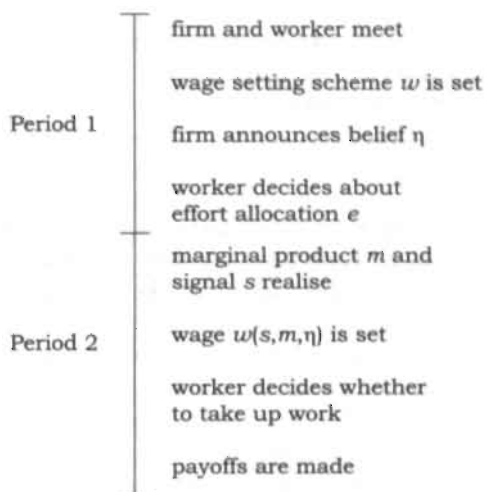 firm and worker meet
wage setting scheme w is set
Period 1
firm announces belief η
worker decides about
effort allocation e
marginal product m and
signal s realise
Period 2
wage w(s,m,η) is set
worker decides whether
to take up work
payoffs are made